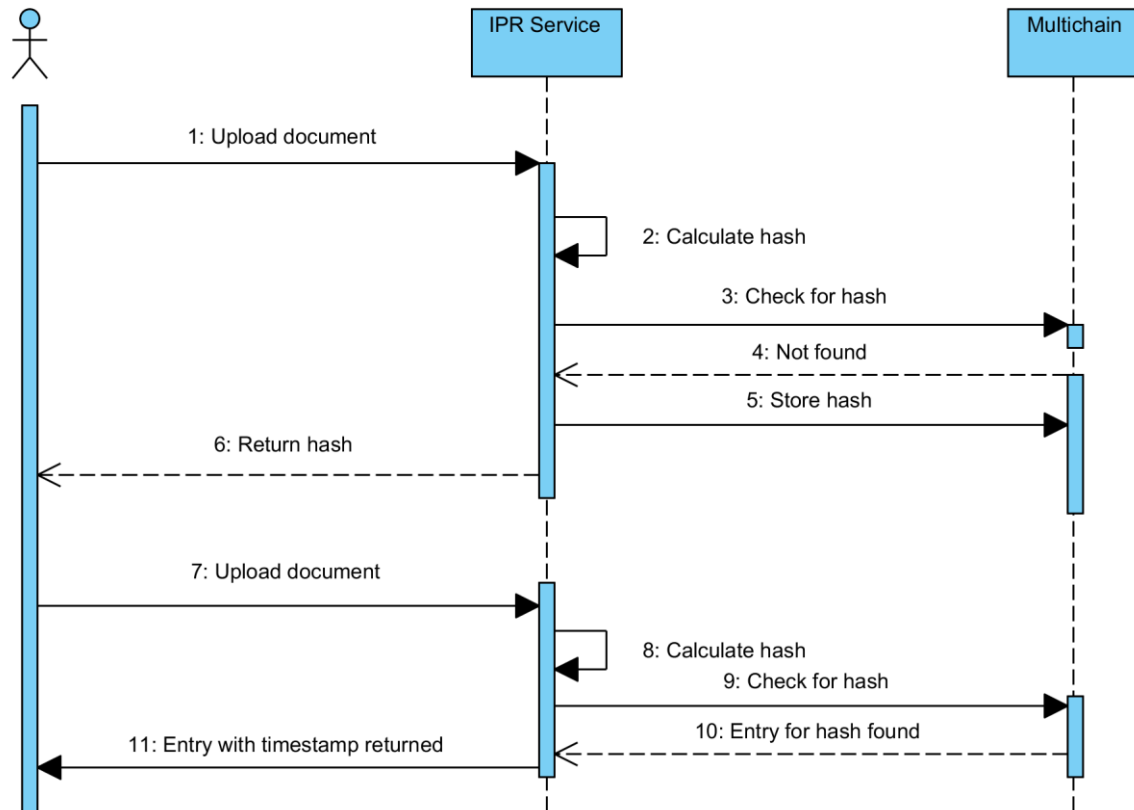 IPR Service
Multichain
1: Upload document
2: Calculate hash
3: Check for hash
4: Not found
5: Store hash
6: Return hash
7: Upload document
8: Calculate hash
9: Check for hash
10: Entry for hash found
11: Entry with timestamp returned